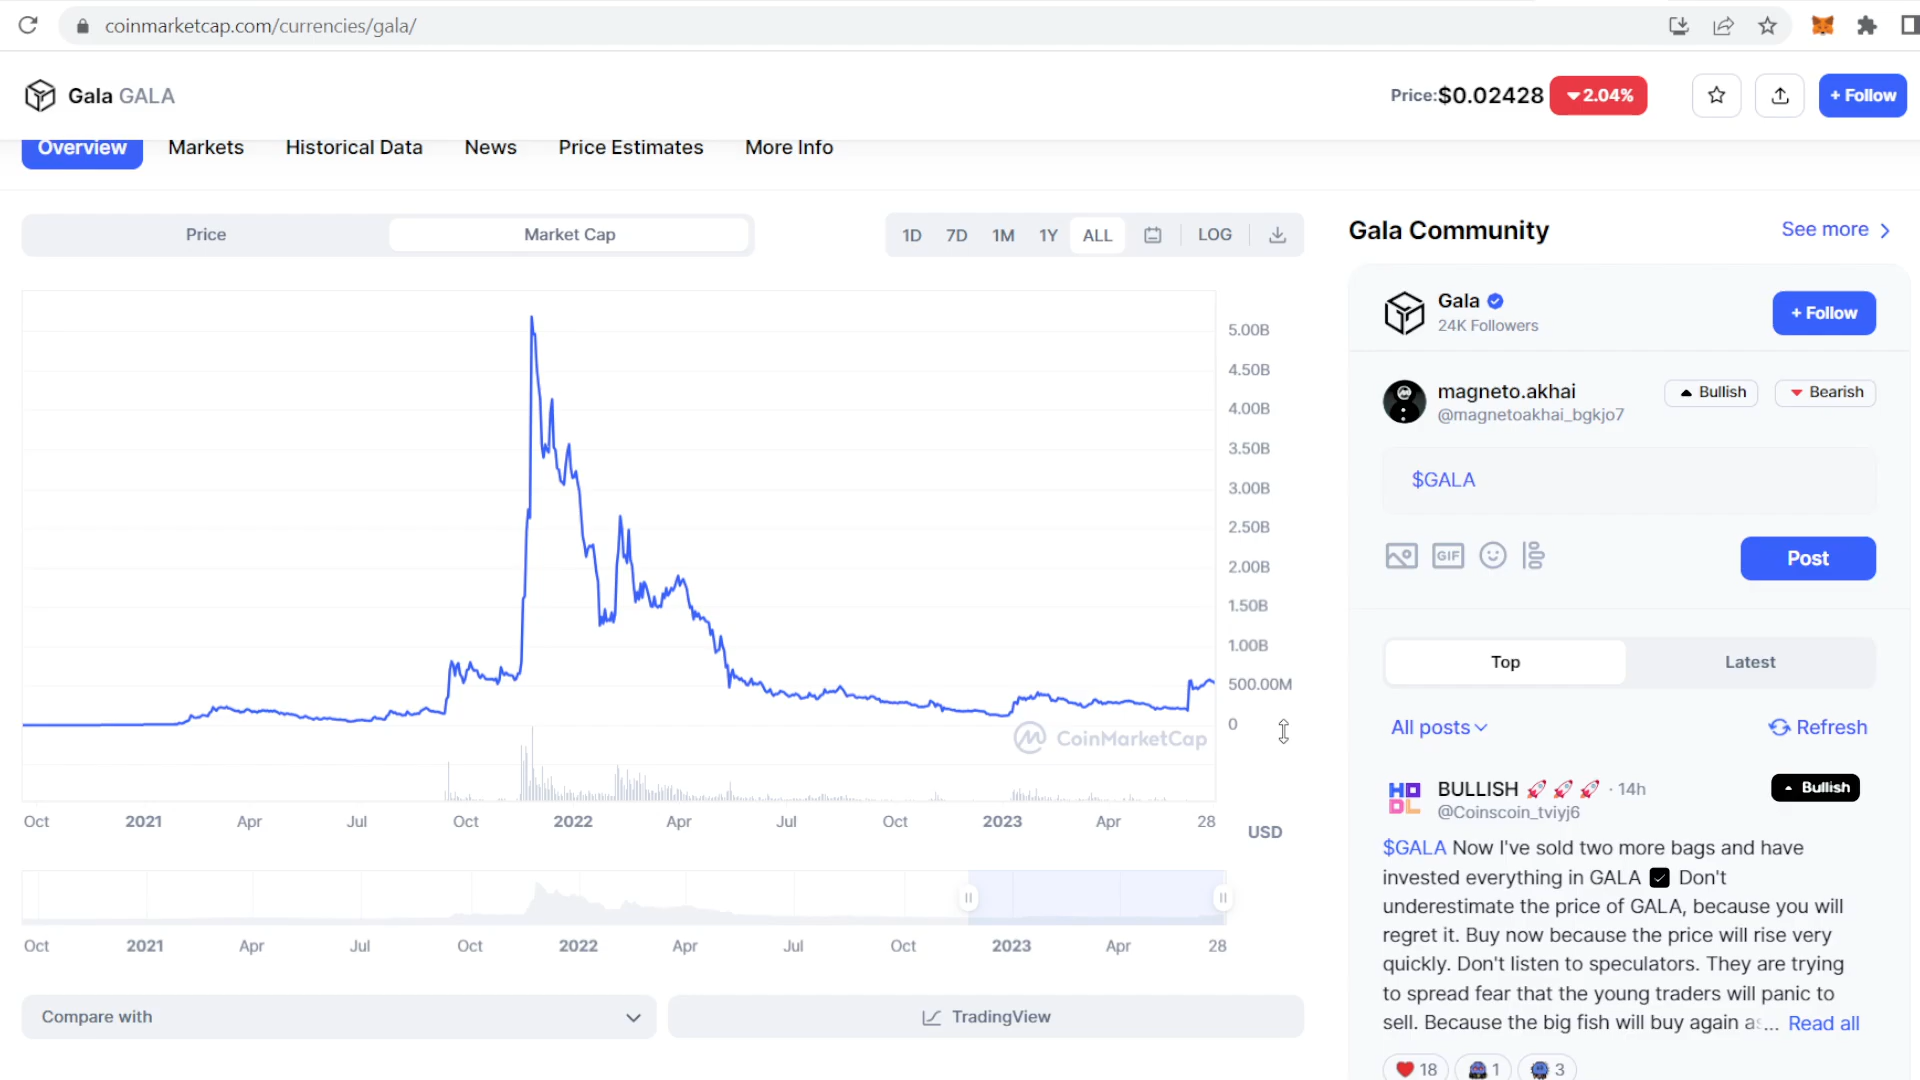 coinmarketcap.com/currencies/gala/
Gala GALA
Price:$0.02428 2.04%
+ Follow
Overview Markets Historical Data News Price Estimates More Info
Price Market Cap
1D 7D 1M 1Y ALL LOG
5.00B
4.50B
4.00B
3.50B
3.00B
2.50B
2.00B
1.50B
1.00B
500.00M
0
CoinMarketCap
Oct 2021 Apr Jul Oct 2022 Apr Jul Oct 2023 Apr 28
USD
Oct 2021 Apr Jul Oct 2022 Apr Jul Oct 2023 Apr 28
Compare with
TradingView
Gala Community
See more
Gala
24K Followers
+ Follow
magneto.akhai
@magnetoakhai_bgkjo7
Bullish Bearish
$GALA
GIF
Post
Top Latest
All posts
Refresh
HODL
BULLISH 🚀 🚀 🚀 · 14h
@Coinscoin_tviyj6
Bullish
$GALA Now I've sold two more bags and have
invested everything in GALA ✅ Don't
underestimate the price of GALA, because you will
regret it. Buy now because the price will rise very
quickly. Don't listen to speculators. They are trying
to spread fear that the young traders will panic to
sell. Because the big fish will buy again as... Read all
18 1 3